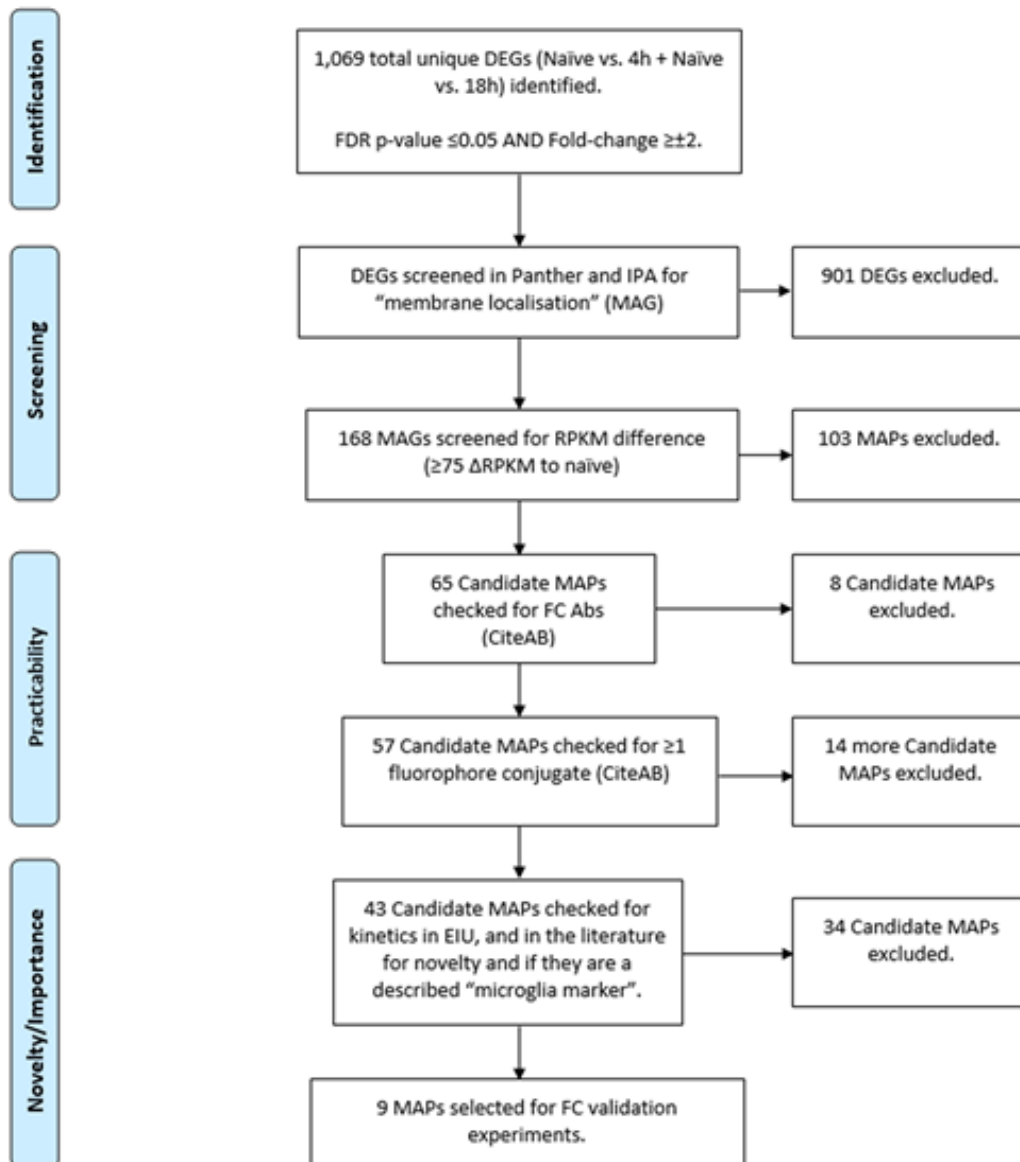 Identification
1,069 total unique DEGs (Naïve vs. 4h + Naïve
vs. 18h) identified.
FDR p-value ≤0.05 AND Fold-change ≥±2.
Screening
DEGs screened in Panther and IPA for
“membrane localisation” (MAG)
901 DEGs excluded.
168 MAGs screened for RPKM difference
(≥75 ΔRPKM to naïve)
103 MAPs excluded.
Practicability
65 Candidate MAPs
checked for FC Abs
(CiteAB)
8 Candidate MAPs
excluded.
57 Candidate MAPs checked for ≥1
fluorophore conjugate (CiteAB)
14 more Candidate
MAPs excluded.
Novelty/Importance
43 Candidate MAPs checked for
kinetics in EIU, and in the literature
for novelty and if they are a
described “microglia marker”.
34 Candidate MAPs
excluded.
9 MAPs selected for FC validation
experiments.